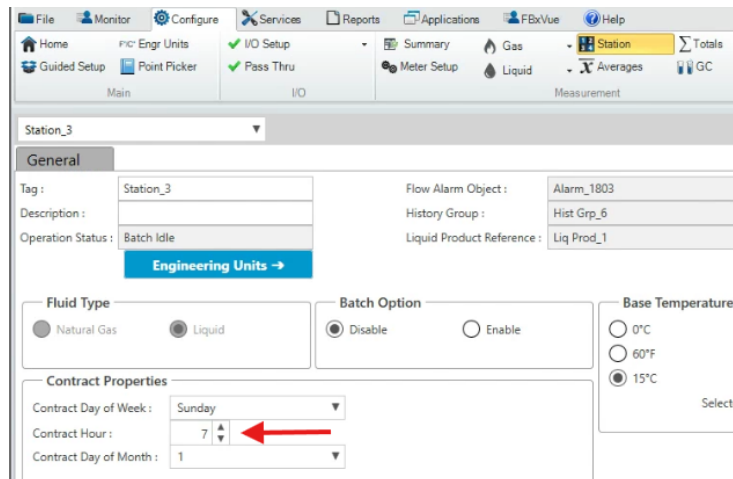 File Monitor Configure Services Reports Applications FBxVue Help
Home Engr Units I/O Setup Summary Gas Station Totals
Guided Setup Point Picker Pass Thru Meter Setup Liquid Averages GC
Main I/O Measurement
Station_3
General
Tag : Station_3 Flow Alarm Object : Alarm_1803
Description : History Group : Hist Grp_6
Operation Status : Batch Idle Liquid Product Reference : Liq Prod_1
Engineering Units →
Fluid Type Batch Option Base Temperature
Natural Gas Liquid Disable Enable 0°C
60°F
Contract Properties 15°C
Contract Day of Week : Sunday Select
Contract Hour : 7
Contract Day of Month : 1